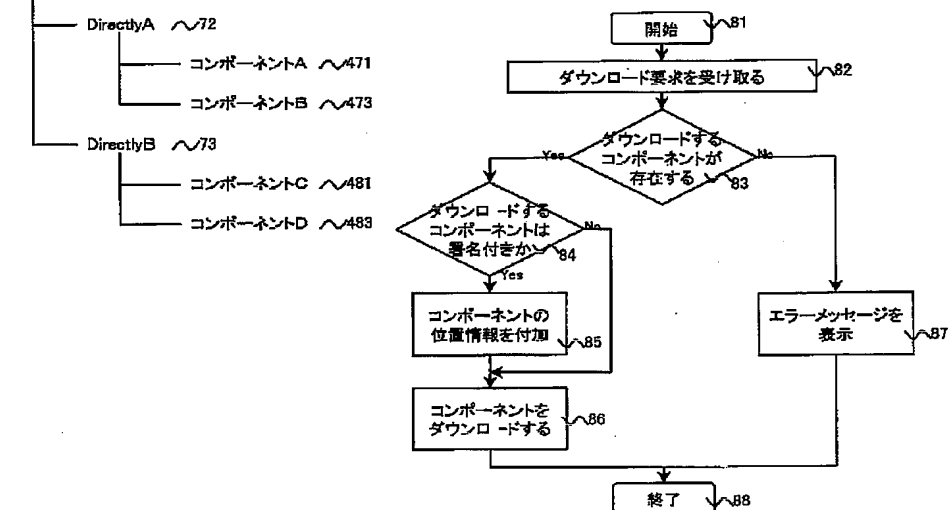 DirectlyA 72
コンポーネントA 471
コンポーネントB 473
DirectlyB 73
コンポーネントC 481
コンポーネントD 483
開始 81
ダウンロード要求を受け取る 82
ダウンロードする
コンポーネントが
存在する 83
Yes
No
ダウンロードする
コンポーネントは
署名付きか 84
No
Yes
コンポーネントの
位置情報を付加 85
エラーメッセージを
表示 87
コンポーネントを
ダウンロードする 86
終了 88